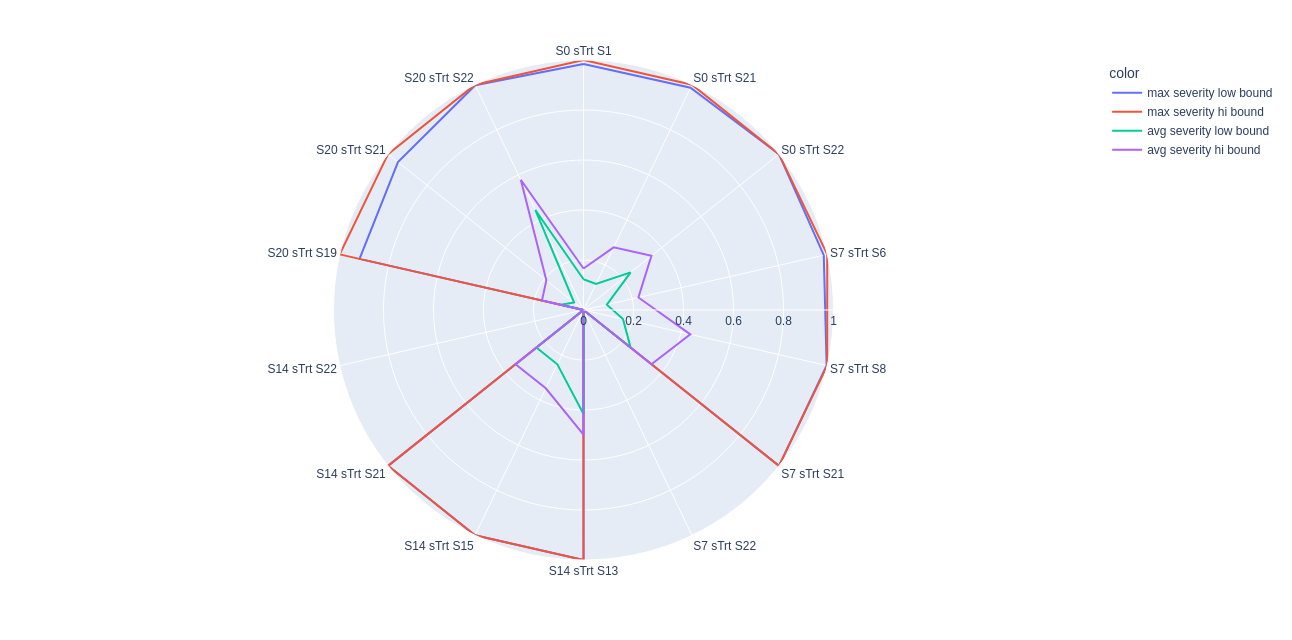 S0 sTrt S1
S20 sTrt S22
S0 sTrt S21
S20 sTrt S21
S0 sTrt S22
S20 sTrt S19
S7 sTrt S6
0
0.2
0.4
0.6
0.8
1
S14 sTrt S22
S7 sTrt S8
S14 sTrt S21
S7 sTrt S21
S14 sTrt S15
S7 sTrt S22
S14 sTrt S13
color
max severity low bound
max severity hi bound
avg severity low bound
avg severity hi bound